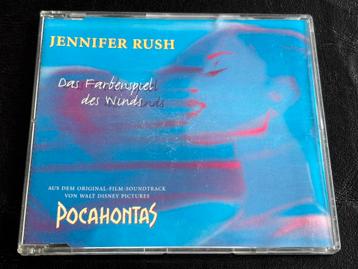 JENNIFER RUSH
Das Farbenspiel
des Winds
AUS DEM ORIGINAL-FILM-SOUNDTRACK
VON WALT DISNEY PICTURES
POCAHONTAS